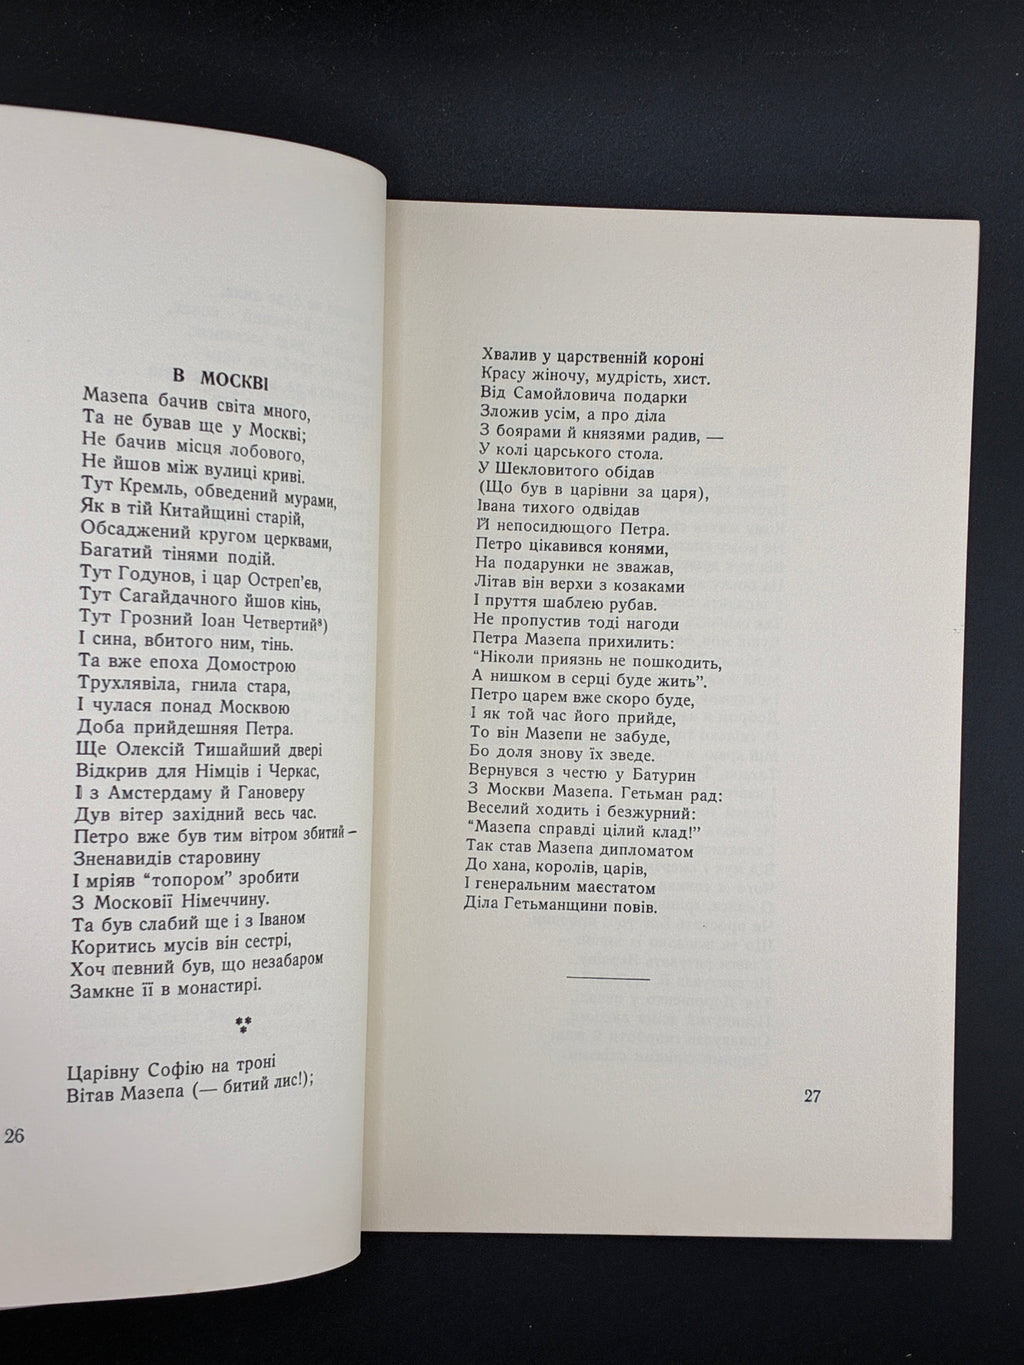 В МОСКВІ
Мазепа бачив світа много,
Та не бував ще у Москві;
Не бачив місця лобового,
Не йшов між вулиці криві.
Тут Кремль, обведений мурами,
Як в тій Китайщині старій,
Обсаджений кругом церквами,
Багатий тінями подій.
Тут Годунов, і цар Остреп'єв,
Тут Сагайдачного йшов кінь,
Тут Грозний Іоан Четвертий⁸)
І сина, вбитого ним, тінь.
Та вже епоха Домострою
Трухлявіла, гнила стара,
І чулася понад Москвою
Доба прийдешняя Петра.
Ще Олексій Тишайший двері
Відкрив для Німців і Черкас,
І з Амстердаму й Гановеру
Дув вітер західний весь час.
Петро вже був тим вітром збитий –
Зненавидів старовину
І мріяв "топором" зробити
З Московії Німеччину.
Та був слабий ще і з Іваном
Коритись мусів він сестрі,
Хоч певний був, що незабаром
Замкне її в монастирі.
***
Царівну Софію на троні
Вітав Мазепа (— битий лис!);
26
Хвалив у царственній короні
Красу жіночу, мудрість, хист.
Від Самойловича подарки
Зложив усім, а про діла
З боярами й князями радив, —
У колі царського стола.
У Шекловитого обідав
(Що був в царівни за царя),
Івана тихого одвідав
Й непосидющого Петра.
Петро цікавився конями,
На подарунки не зважав,
Літав він верхи з козаками
І пруття шаблею рубав.
Не пропустив тоді нагоди
Петра Мазепа прихилить:
"Ніколи приязнь не пошкодить,
А нишком в серці буде жить".
Петро царем вже скоро буде,
І як той час його прийде,
То він Мазепи не забуде,
Бо доля знову їх зведе.
Вернувся з честю у Батурин
З Москви Мазепа. Гетьман рад:
Веселий ходить і безжурний:
"Мазепа справді цілий клад!"
Так став Мазепа дипломатом
До хана, королів, царів,
І генеральним маєстатом
Діла Гетьманщини повів.
27